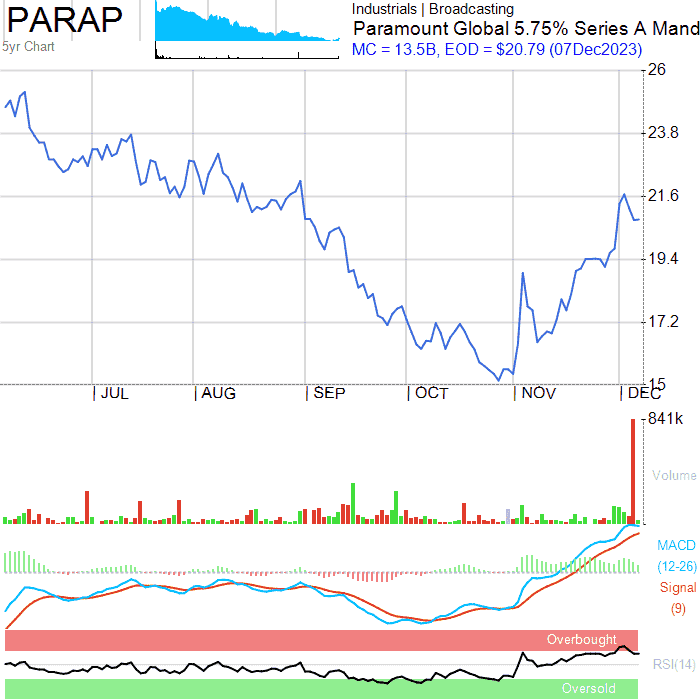 PARAP
5yr Chart
Industrials | Broadcasting
Paramount Global 5.75% Series A Mand
MC = 13.5B, EOD = $20.79 (07Dec2023)
26
23.8
21.6
19.4
17.2
15
JUL AUG SEP OCT NOV DEC
841k
Volume
MACD
(12-26)
Signal
(9)
Overbought
RSI(14)
Oversold